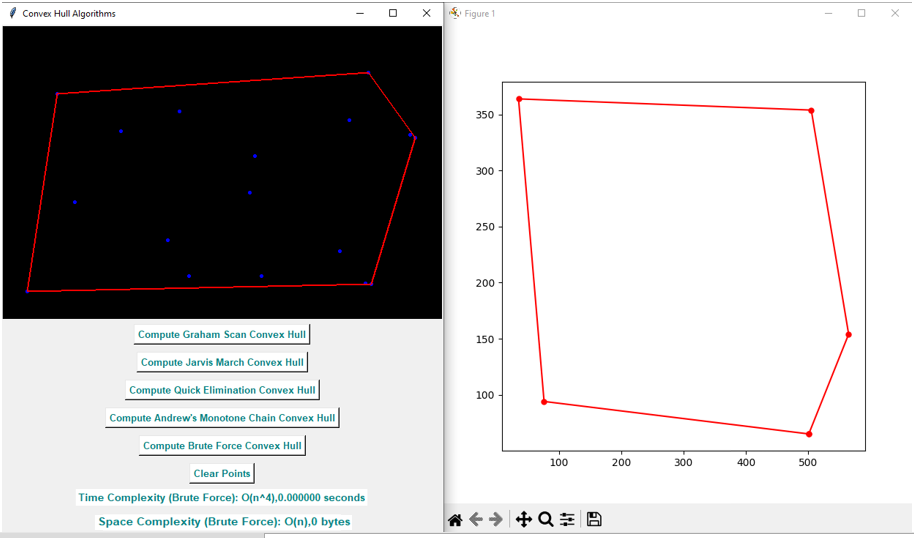 Convex Hull Algorithms
Compute Graham Scan Convex Hull
Compute Jarvis March Convex Hull
Compute Quick Elimination Convex Hull
Compute Andrew's Monotone Chain Convex Hull
Compute Brute Force Convex Hull
Clear Points
Time Complexity (Brute Force): O(n^4),0.000000 seconds
Space Complexity (Brute Force): O(n),0 bytes
Figure 1
350
300
250
200
150
100
100 200 300 400 500